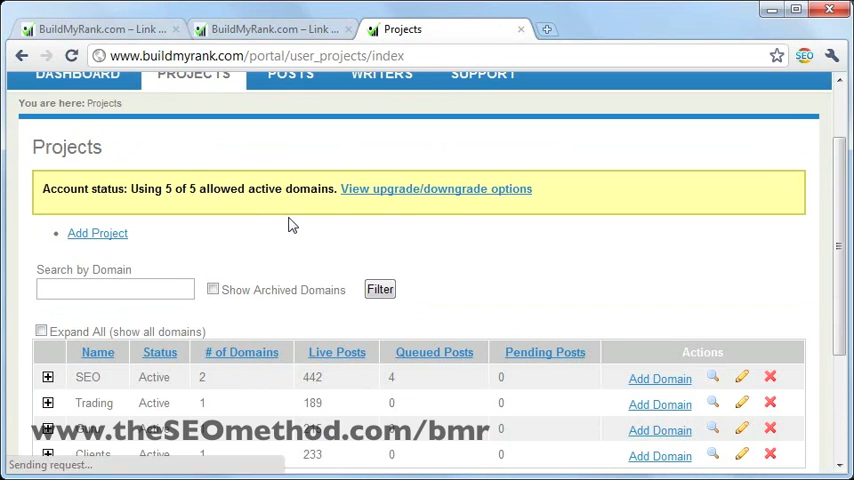 BuildMyRank.com – Link ...
BuildMyRank.com – Link ...
Projects
www.buildmyrank.com/portal/user_projects/index
SEO
DASHBOARD PROJECTS POSTS WRITERS SUPPORT
You are here: Projects
Projects
Account status: Using 5 of 5 allowed active domains. View upgrade/downgrade options
Add Project
Search by Domain
Show Archived Domains Filter
Expand All (show all domains)
Name Status # of Domains Live Posts Queued Posts Pending Posts Actions
SEO Active 2 442 4 0 Add Domain
Trading Active 1 189 0 0 Add Domain
0 Add Domain
www.theSEOmethod.com/bmr
Clients Active 1 233 0 0 Add Domain
Sending request...